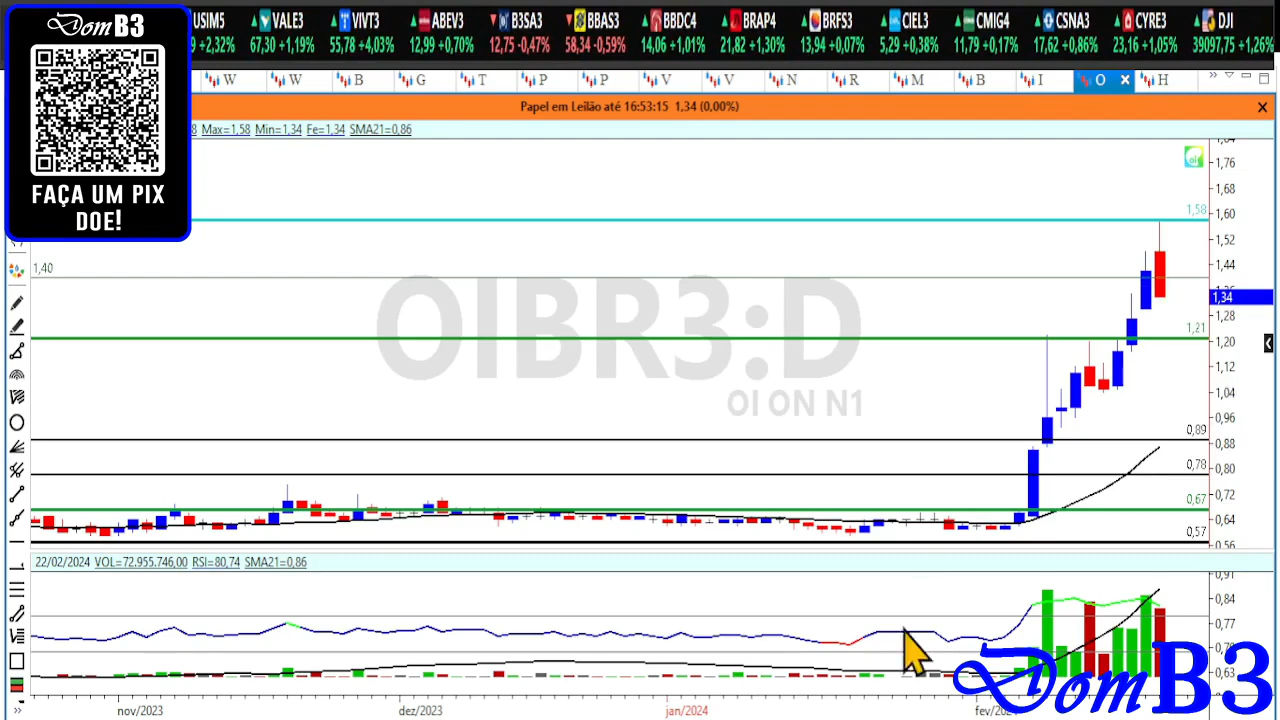 Dom B3
FAÇA UM PIX
DOE!
USIM5 VALE3 VIVT3 ABEV3 B3SA3 BBAS3 BBDC4 BRAP4 BRFS3 CIEL3 CMIG4 CSNA3 CYRE3 DJI
+2,32% 67,30 +1,19% 55,78 +4,03% 12,99 +0,70% 12,75 -0,47% 58,34 -0,59% 14,06 +1,01% 21,82 +1,30% 13,94 +0,07% 5,29 +0,38% 11,79 +0,17% 17,62 +0,86% 23,16 +1,05% 39097,75 +1,26%
W W B G T P P V V N R M B I O H
Papel em Leilão até 16:53:15 1,34 (0,00%)
Max=1,58 Min=1,34 Fe=1,34 SMA21=0,86
1,76
1,68
1,58 1,60
1,52
1,40 1,44
1,34
1,28
1,21 1,20
1,12
1,04
0,96
0,89 0,88
0,78 0,80
0,72
0,67 0,64
0,57 0,56
OIBR3:D
OI ON N1
oi
22/02/2024 VOL=72.955.746,00 RSI=80,74 SMA21=0,86
0,91
0,84
0,77
0,63
nov/2023 dez/2023 jan/2024
Dom B3